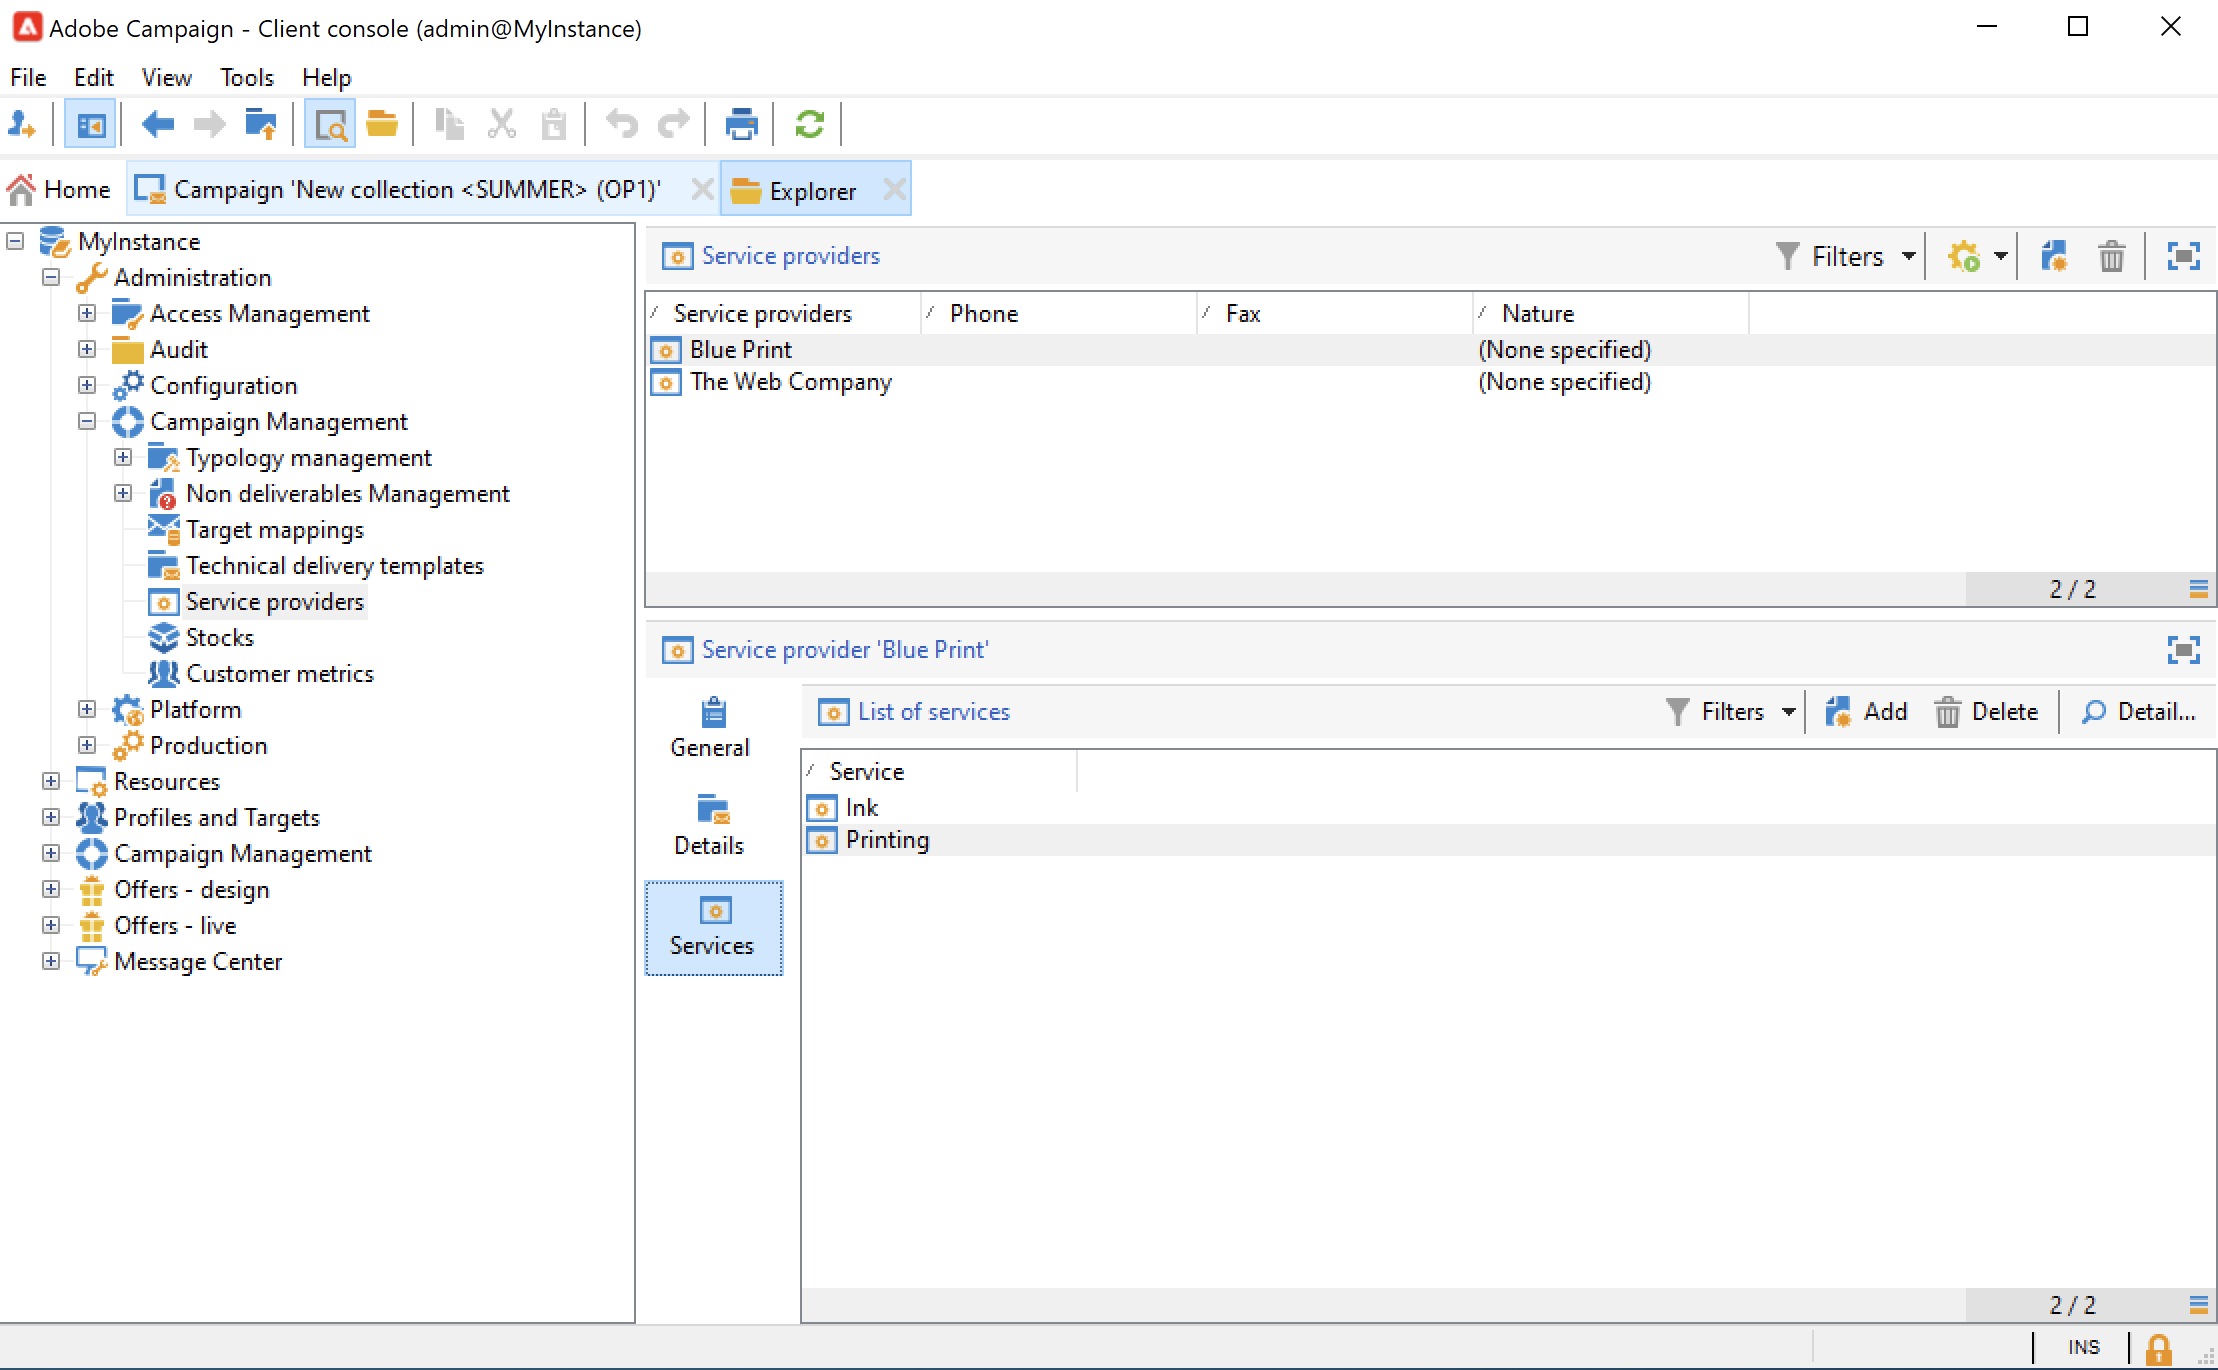 Adobe Campaign - Client console (admin@MyInstance)
File Edit View Tools Help
Home Campaign 'New collection <SUMMER> (OP1)' Explorer
MyInstance
Administration
Access Management
Audit
Configuration
Campaign Management
Typology management
Non deliverables Management
Target mappings
Technical delivery templates
Service providers
Stocks
Customer metrics
Platform
Production
Resources
Profiles and Targets
Campaign Management
Offers - design
Offers - live
Message Center
Service providers Filters
Service providers Phone Fax Nature
Blue Print (None specified)
The Web Company (None specified)
2 / 2
Service provider 'Blue Print'
General
Details
Services
List of services Filters Add Delete Detail...
Service
Ink
Printing
2 / 2
INS